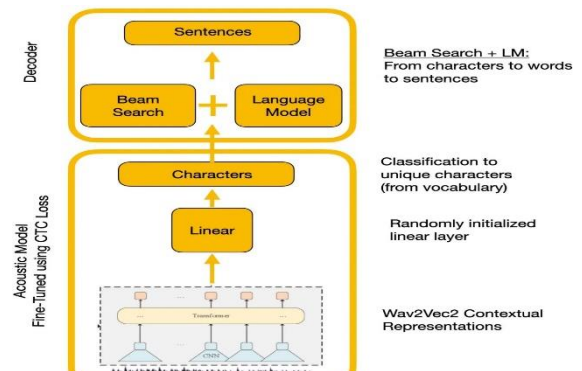 Decoder
Sentences
Beam
Search
Language
Model
Beam Search + LM:
From characters to words
to sentences
Acoustic Model
Fine-Tuned using CTC Loss
Characters
Classification to
unique characters
(from vocabulary)
Linear
Randomly initialized
linear layer
Transformer
CNN
Wav2Vec2 Contextual
Representations